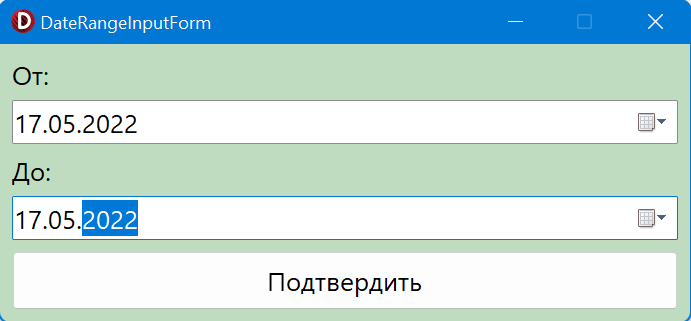 DateRangeInputForm
От:
17.05.2022
До:
17.05.2022
Подтвердить